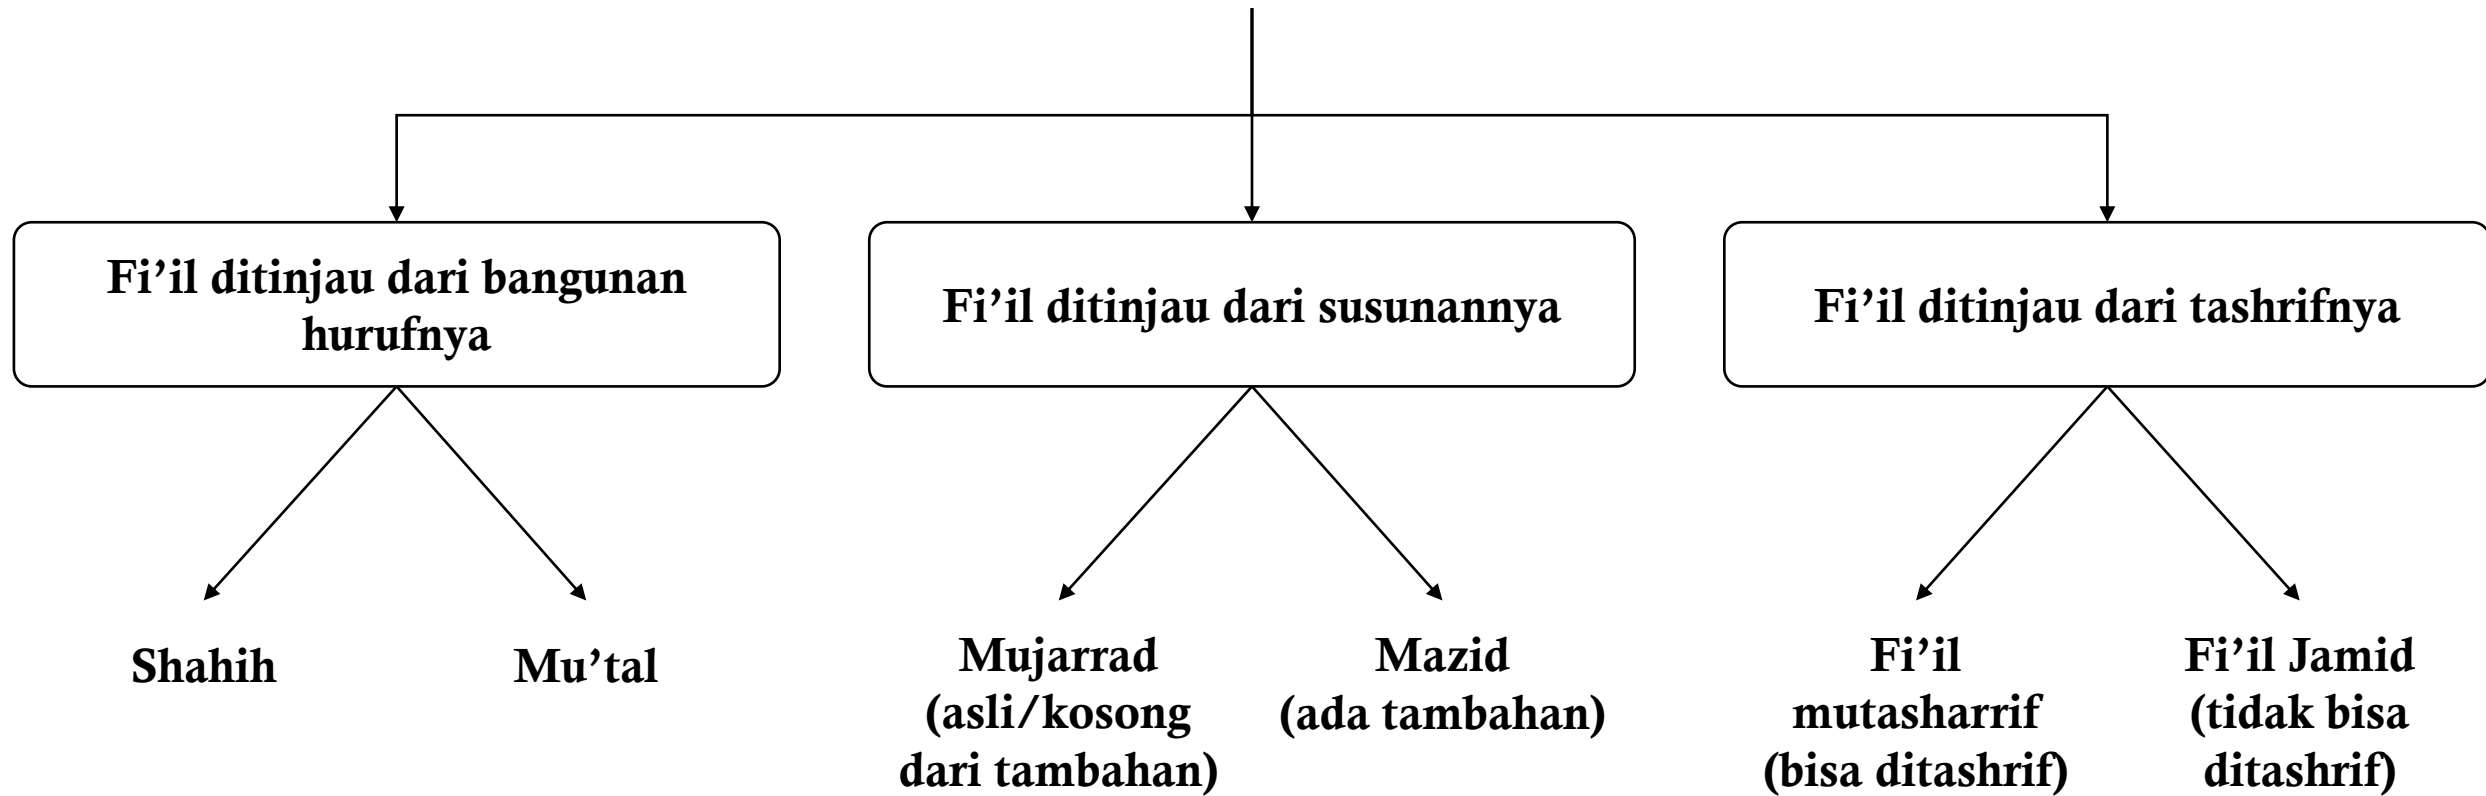 Fi’il ditinjau dari bangunan
hurufnya
Fi’il ditinjau dari susunannya
Fi’il ditinjau dari tashrifnya
Shahih
Mu’tal
Mujarrad
(asli/kosong
dari tambahan)
Mazid
(ada tambahan)
Fi’il
mutasharrif
(bisa ditashrif)
Fi’il Jamid
(tidak bisa
ditashrif)